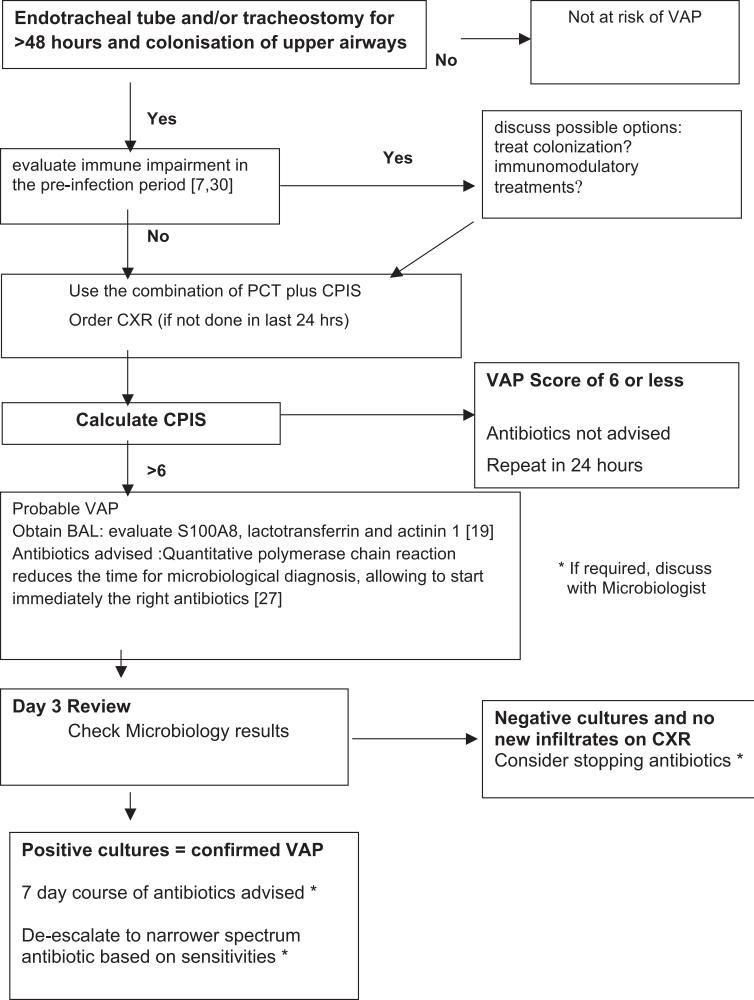 Endotracheal tube and/or tracheostomy for
>48 hours and colonisation of upper airways
No
Not at risk of VAP
Yes
evaluate immune impairment in
the pre-infection period [7,30]
Yes
discuss possible options:
treat colonization?
immunomodulatory
treatments?
No
Use the combination of PCT plus CPIS
Order CXR (if not done in last 24 hrs)
Calculate CPIS
VAP Score of 6 or less
Antibiotics not advised
Repeat in 24 hours
>6
Probable VAP
Obtain BAL: evaluate S100A8, lactotransferrin and actinin 1 [19]
Antibiotics advised :Quantitative polymerase chain reaction
reduces the time for microbiological diagnosis, allowing to start
immediately the right antibiotics [27]
* If required, discuss
with Microbiologist
Day 3 Review
Check Microbiology results
Negative cultures and no
new infiltrates on CXR
Consider stopping antibiotics *
Positive cultures = confirmed VAP
7 day course of antibiotics advised *
De-escalate to narrower spectrum
antibiotic based on sensitivities *